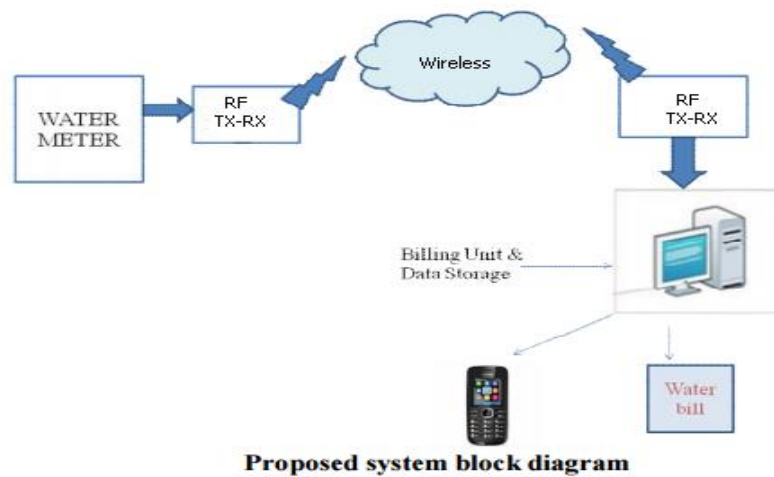 Wireless
WATER
METER
RF
TX-RX
RF
TX-RX
Billing Unit &
Data Storage
Water
bill
Proposed system block diagram